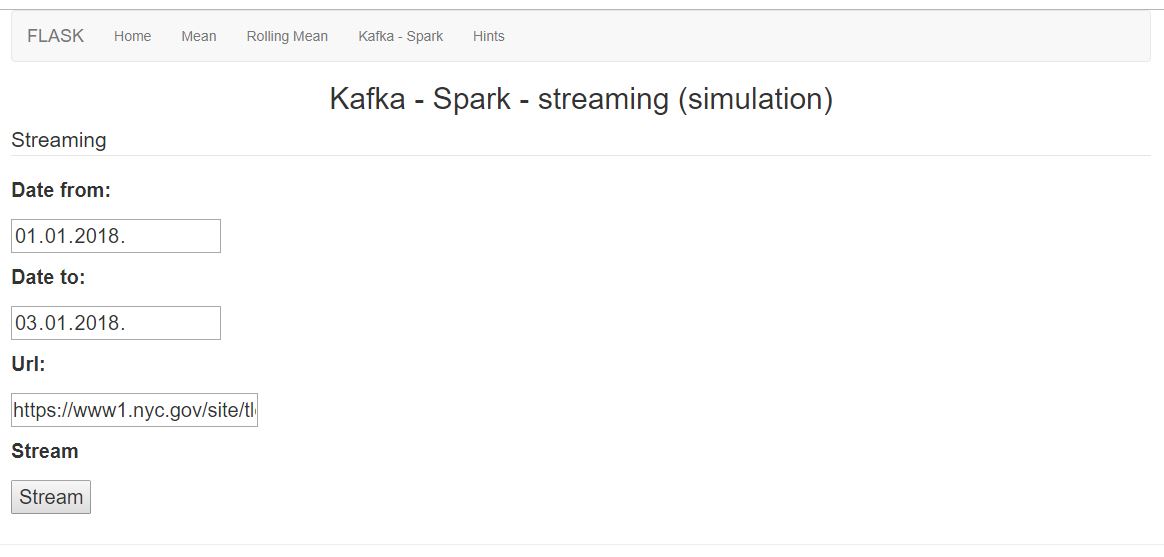 FLASK Home Mean Rolling Mean Kafka - Spark Hints
Kafka - Spark - streaming (simulation)
Streaming
Date from:
01.01.2018.
Date to:
03.01.2018.
Url:
https://www1.nyc.gov/site/tl
Stream
Stream